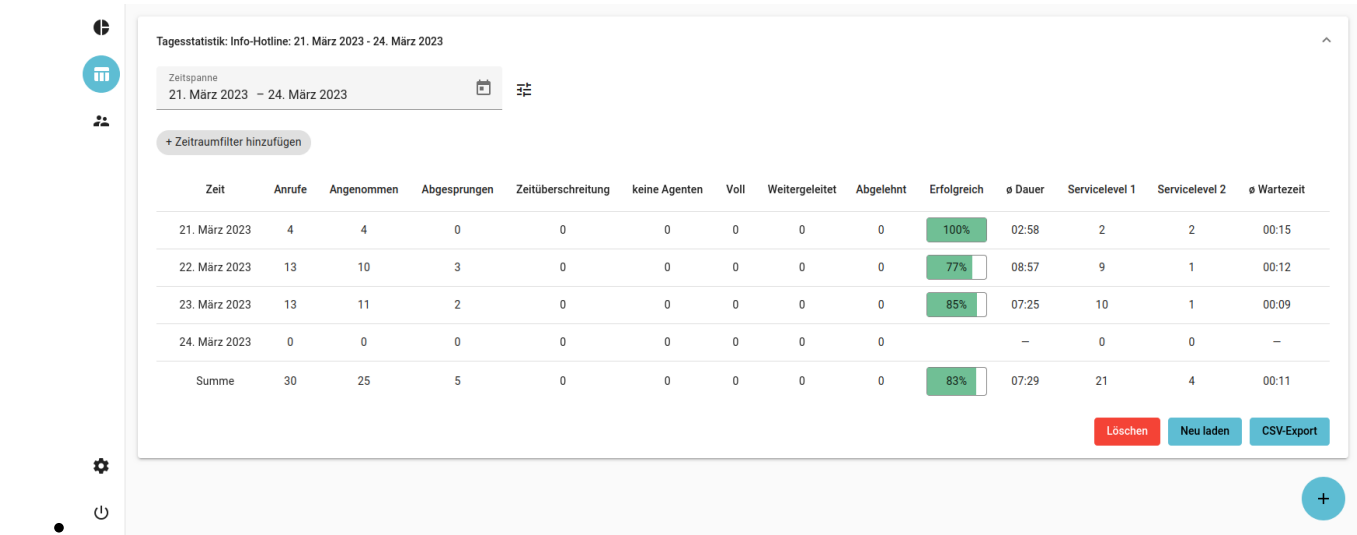 Tagesstatistik: Info-Hotline: 21. März 2023 - 24. März 2023
Zeitspanne
21. März 2023 – 24. März 2023
+ Zeitraumfilter hinzufügen
Zeit Anrufe Angenommen Abgesprungen Zeitüberschreitung keine Agenten Voll Weitergeleitet Abgelehnt Erfolgreich ø Dauer Servicelevel 1 Servicelevel 2 ø Wartezeit
21. März 2023 4 4 0 0 0 0 0 0 100% 02:58 2 2 00:15
22. März 2023 13 10 3 0 0 0 0 0 77% 08:57 9 1 00:12
23. März 2023 13 11 2 0 0 0 0 0 85% 07:25 10 1 00:09
24. März 2023 0 0 0 0 0 0 0 0 – 0 0 –
Summe 30 25 5 0 0 0 0 0 83% 07:29 21 4 00:11
Löschen Neu laden CSV-Export
+